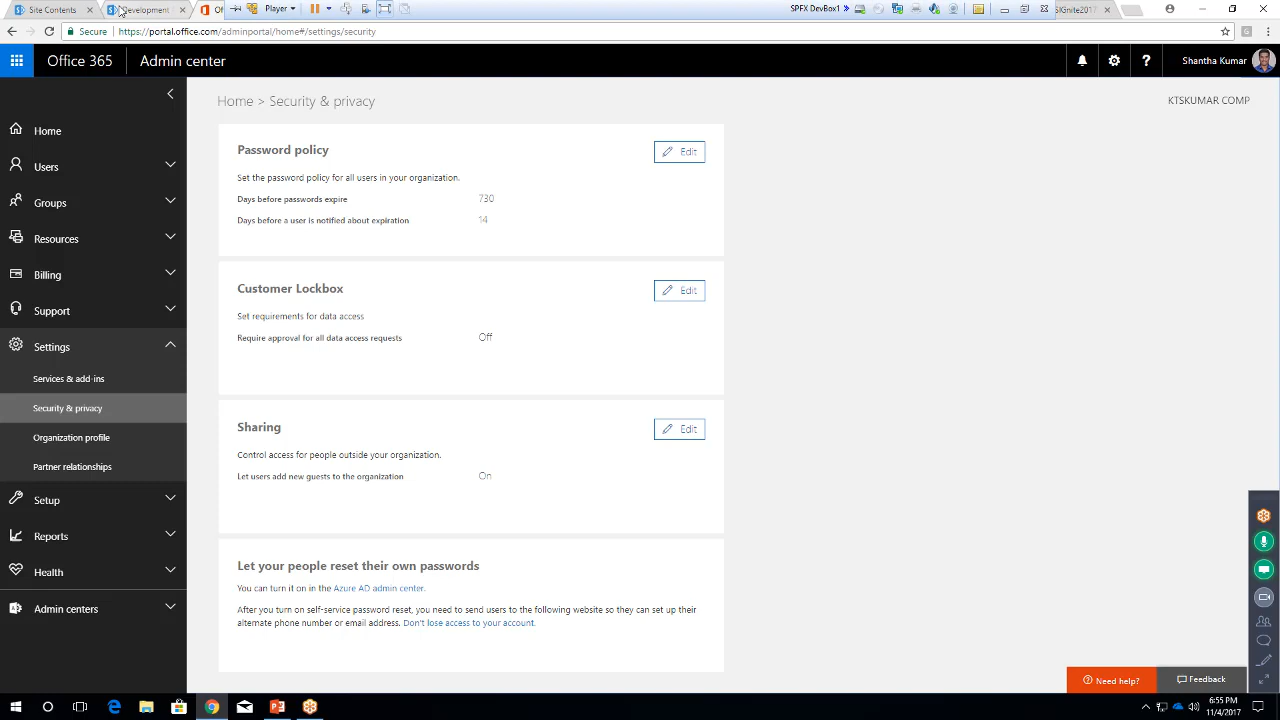 Site Contents
Development
Of
Player
SPFX DevBox1
SIGnite2017
Secure
https://portal.office.com/adminportal/home#/settings/security
Office 365
Admin center
Shantha Kumar
Home > Security & privacy
KTSKUMAR COMP
Home
Users
Groups
Resources
Billing
Support
Settings
Services & add-ins
Security & privacy
Organization profile
Partner relationships
Setup
Reports
Health
Admin centers
Password policy
Edit
Set the password policy for all users in your organization.
Days before passwords expire 730
Days before a user is notified about expiration 14
Customer Lockbox
Edit
Set requirements for data access
Require approval for all data access requests Off
Sharing
Edit
Control access for people outside your organization.
Let users add new guests to the organization On
Let your people reset their own passwords
You can turn it on in the Azure AD admin center.
After you turn on self-service password reset, you need to send users to the following website so they can set up their
alternate phone number or email address. Don't lose access to your account.
Need help?
Feedback
6:55 PM
11/4/2017